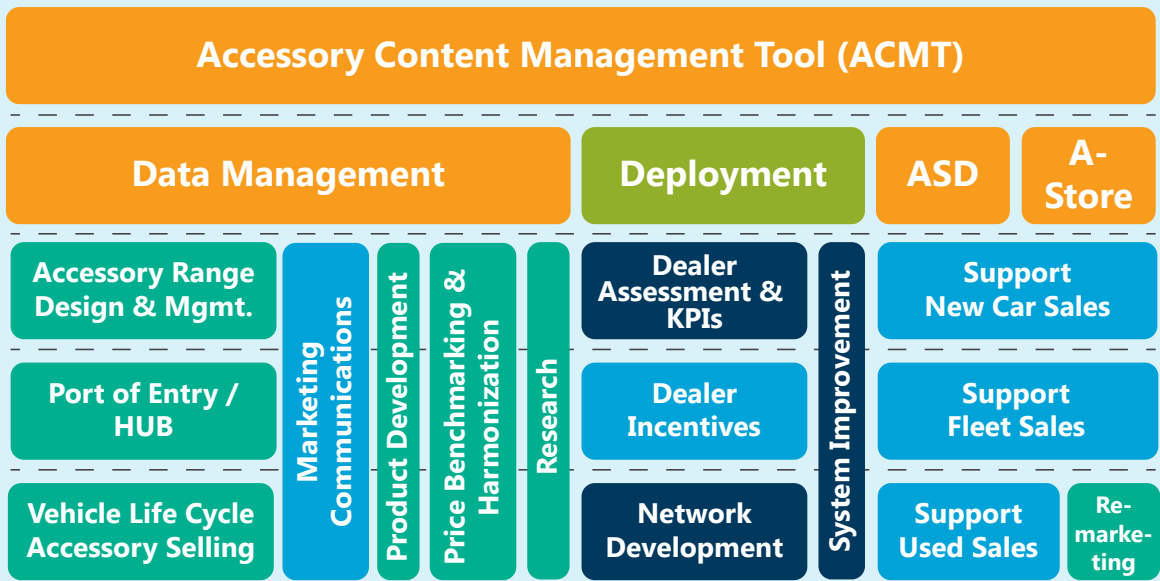 Accessory Content Management Tool (ACMT)
Data Management
Deployment
ASD
A-
Store
Accessory Range
Design & Mgmt.
Port of Entry /
HUB
Vehicle Life Cycle
Accessory Selling
Marketing
Communications
Product Development
Price Benchmarking &
Harmonization
Research
Dealer
Assessment &
KPIs
Dealer
Incentives
Network
Development
System Improvement
Support
New Car Sales
Support
Fleet Sales
Support
Used Sales
Re-
marke-
ting